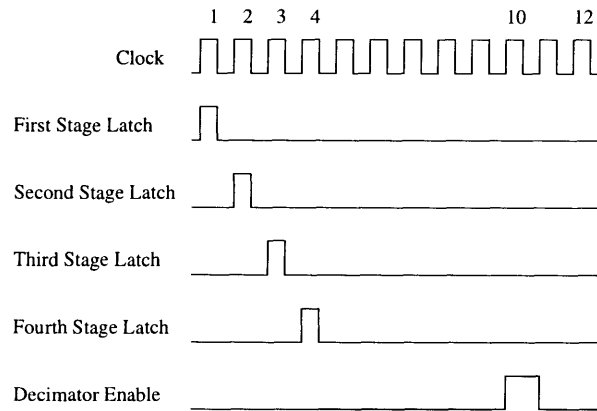 1 2 3 4 10 12
Clock
First Stage Latch
Second Stage Latch
Third Stage Latch
Fourth Stage Latch
Decimator Enable